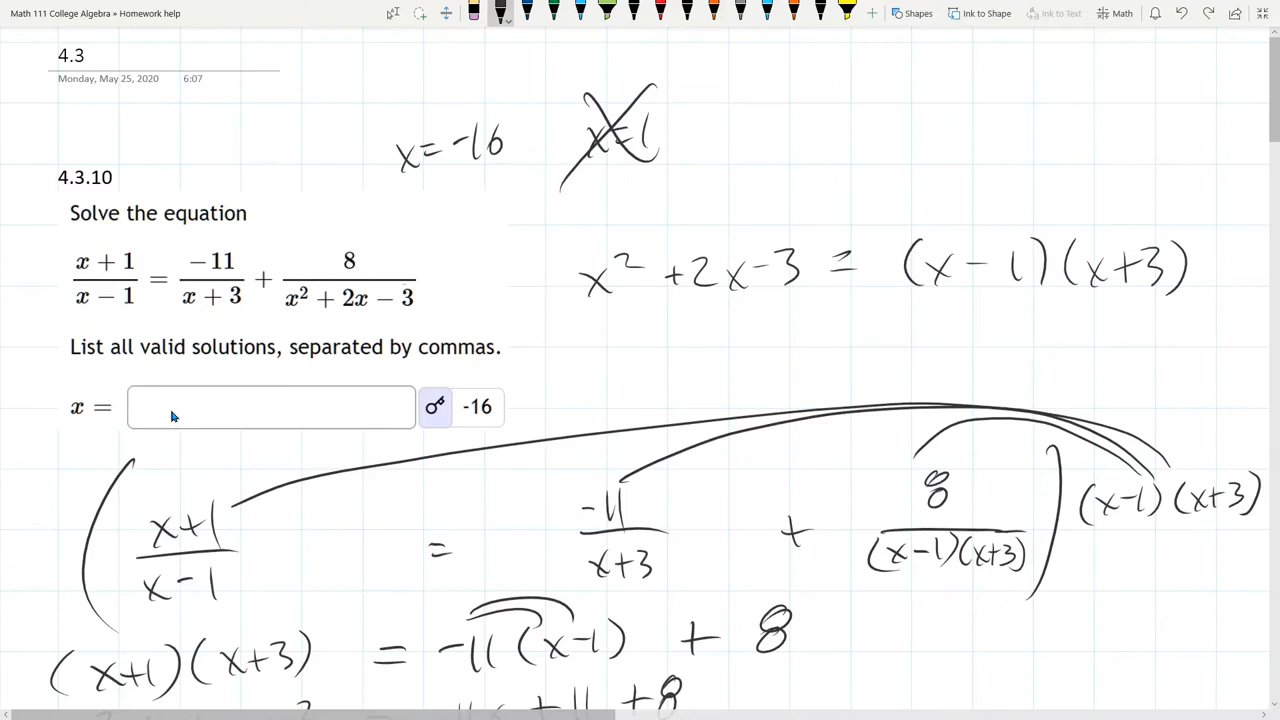 Math 111 College Algebra » Homework help
Shapes Ink to Shape Ink to Text Math
4.3
Monday, May 25, 2020 6:07
x=-16 x=1
4.3.10
Solve the equation
x + 1 / x − 1 = −11 / x + 3 + 8 / x² + 2x − 3
x² +2x-3 = (x-1)(x+3)
List all valid solutions, separated by commas.
x = -16
( x+1 / x-1 = -11 / x+3 + 8 / (x-1)(x+3) ) (x-1)(x+3)
(x+1)(x+3) = -11(x-1) + 8